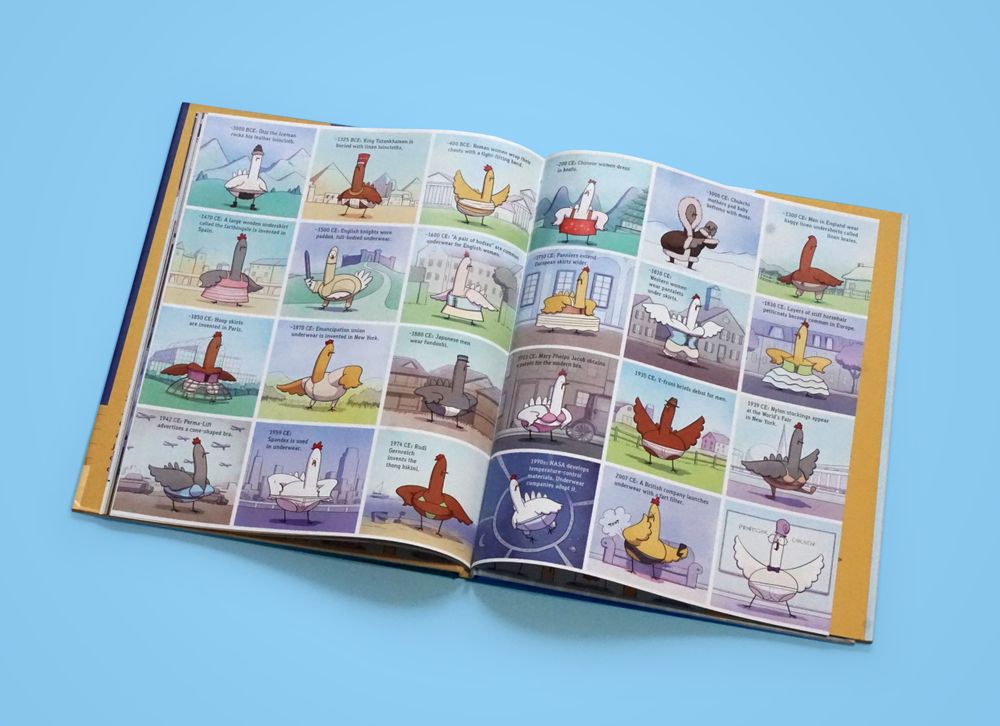 ~3000 BCE: Ötzi the Iceman
rocks his leather loincloth.
~1325 BCE: King Tutankhamen is
buried with linen loincloths.
~400 BCE: Roman women wrap their
chests with a tight-fitting band.
~1470 CE: A large wooden underskirt
called the farthingale is invented in
Spain.
~1500 CE: English knights wore
padded, full-bodied underwear.
~1600 CE: "A pair of bodies" are common
underwear for English women.
~1850 CE: Hoop skirts
are invented in Paris.
~1870 CE: Emancipation union
underwear is invented in New York.
~1880 CE: Japanese men
wear fundoshi.
1942 CE: Perma-Lift
advertizes a cone-shaped bra.
1959 CE:
Spandex is used
in underwear.
1974 CE: Rudi
Gernreich
invents the
thong bikini.
~200 CE: Chinese women dress
in
~1000 CE: Chukchi
mothers pad baby
bottoms with moss.
~1300 CE: Men in England wear
baggy linen undershorts called
linen braies.
~1750 CE: Panniers extend
European skirts wider.
~1810 CE:
Western women
wear pantalets
under skirts.
~1830 CE: Layers of stiff horsehair
petticoats become common in Europe.
1913 CE: Mary Phelps Jacob obtains
a patent for the modern bra.
1935 CE: Y-front briefs debut for men.
1939 CE: Nylon stockings appear
at the World's Fair
in New York.
1990s: NASA develops
temperature-control
materials. Underwear
companies adopt it.
2007 CE: A British company launches
underwear with a fart filter.
TOOT